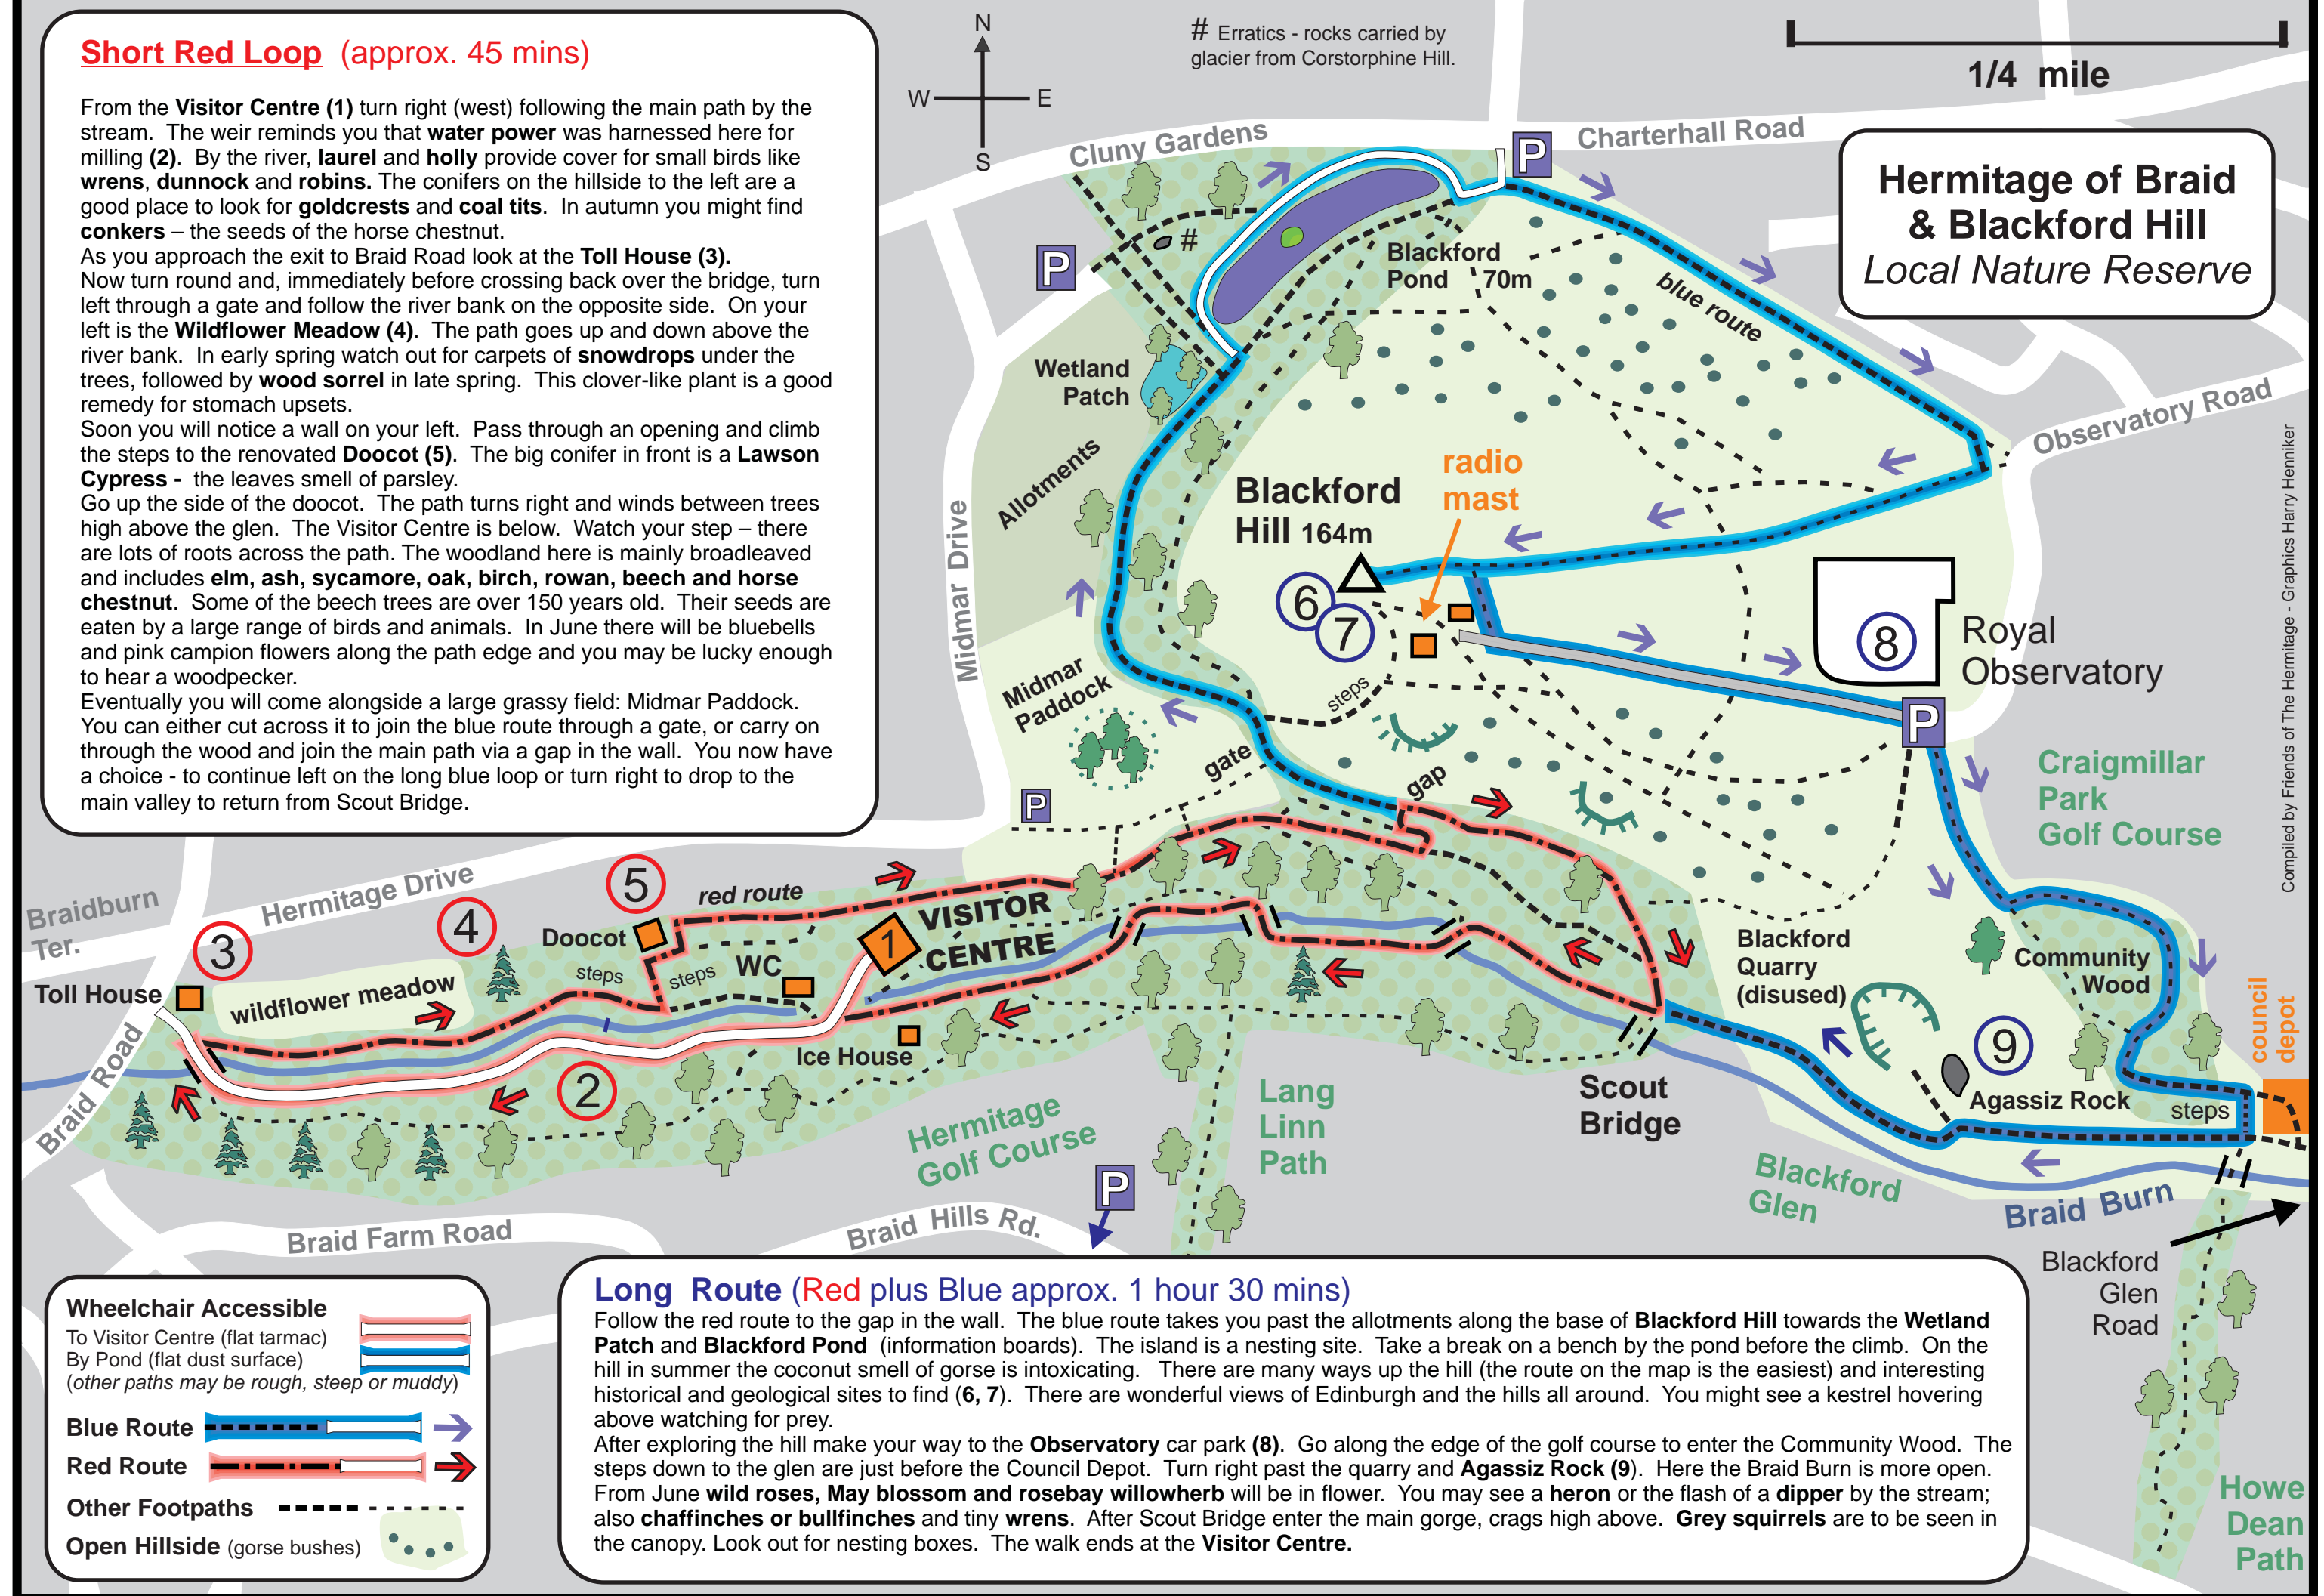 Short Red Loop (approx. 45 mins)
From the Visitor Centre (1) turn right (west) following the main path by the
stream. The weir reminds you that water power was harnessed here for
milling (2). By the river, laurel and holly provide cover for small birds like
wrens, dunnock and robins. The conifers on the hillside to the left are a
good place to look for goldcrests and coal tits. In autumn you might find
conkers – the seeds of the horse chestnut.
As you approach the exit to Braid Road look at the Toll House (3).
Now turn round and, immediately before crossing back over the bridge, turn
left through a gate and follow the river bank on the opposite side. On your
left is the Wildflower Meadow (4). The path goes up and down above the
river bank. In early spring watch out for carpets of snowdrops under the
trees, followed by wood sorrel in late spring. This clover-like plant is a good
remedy for stomach upsets.
Soon you will notice a wall on your left. Pass through an opening and climb
the steps to the renovated Doocot (5). The big conifer in front is a Lawson
Cypress - the leaves smell of parsley.
Go up the side of the doocot. The path turns right and winds between trees
high above the glen. The Visitor Centre is below. Watch your step – there
are lots of roots across the path. The woodland here is mainly broadleaved
and includes elm, ash, sycamore, oak, birch, rowan, beech and horse
chestnut. Some of the beech trees are over 150 years old. Their seeds are
eaten by a large range of birds and animals. In June there will be bluebells
and pink campion flowers along the path edge and you may be lucky enough
to hear a woodpecker.
Eventually you will come alongside a large grassy field: Midmar Paddock.
You can either cut across it to join the blue route through a gate, or carry on
through the wood and join the main path via a gap in the wall. You now have
a choice - to continue left on the long blue loop or turn right to drop to the
main valley to return from Scout Bridge.
N
W E
S
# Erratics - rocks carried by
glacier from Corstorphine Hill.
1/4 mile
Hermitage of Braid
& Blackford Hill
Local Nature Reserve
Cluny Gardens
P
Charterhall Road
#
P
Blackford
Pond 70m
blue route
Wetland
Patch
Observatory Road
Allotments
radio
mast
Blackford
Hill 164m
Midmar Drive
6
7
8
Royal
Observatory
Midmar
Paddock
steps
P
gate
gap
P
Craigmillar
Park
Golf Course
Compiled by Friends of The Hermitage - Graphics Harry Henniker
Braidburn
Ter.
Hermitage Drive
3
4
5
red route
Doocot
steps
steps
WC
1
VISITOR
CENTRE
Toll House
wildflower meadow
Braid Road
2
Ice House
Blackford
Quarry
(disused)
Community
Wood
council
depot
9
Agassiz Rock
steps
Scout
Bridge
Lang
Linn
Path
Hermitage
Golf Course
P
Blackford
Glen
Braid Burn
Braid Farm Road
Braid Hills Rd.
Blackford
Glen
Road
Howe
Dean
Path
Wheelchair Accessible
To Visitor Centre (flat tarmac)
By Pond (flat dust surface)
(other paths may be rough, steep or muddy)
Blue Route
Red Route
Other Footpaths
Open Hillside (gorse bushes)
Long Route (Red plus Blue approx. 1 hour 30 mins)
Follow the red route to the gap in the wall. The blue route takes you past the allotments along the base of Blackford Hill towards the Wetland
Patch and Blackford Pond (information boards). The island is a nesting site. Take a break on a bench by the pond before the climb. On the
hill in summer the coconut smell of gorse is intoxicating. There are many ways up the hill (the route on the map is the easiest) and interesting
historical and geological sites to find (6, 7). There are wonderful views of Edinburgh and the hills all around. You might see a kestrel hovering
above watching for prey.
After exploring the hill make your way to the Observatory car park (8). Go along the edge of the golf course to enter the Community Wood. The
steps down to the glen are just before the Council Depot. Turn right past the quarry and Agassiz Rock (9). Here the Braid Burn is more open.
From June wild roses, May blossom and rosebay willowherb will be in flower. You may see a heron or the flash of a dipper by the stream;
also chaffinches or bullfinches and tiny wrens. After Scout Bridge enter the main gorge, crags high above. Grey squirrels are to be seen in
the canopy. Look out for nesting boxes. The walk ends at the Visitor Centre.